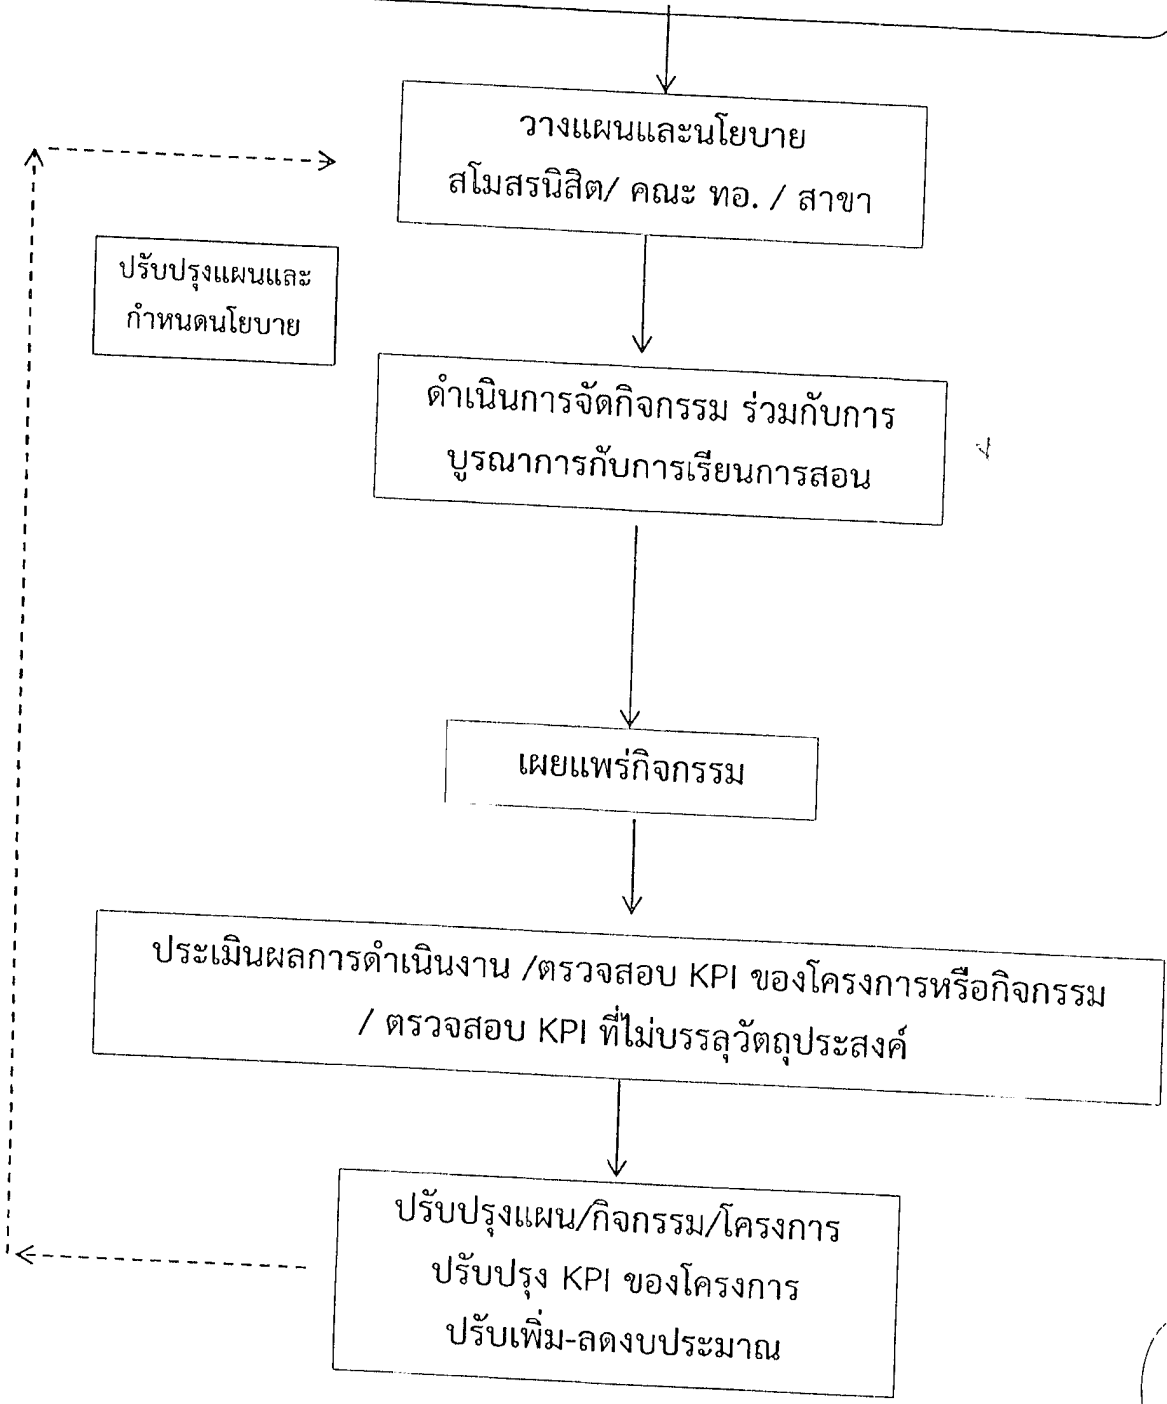 วางแผนและนโยบาย
สโมสรนิสิต/ คณะ ทอ. / สาขา
ปรับปรุงแผนและ
กำหนดนโยบาย
ดำเนินการจัดกิจกรรม ร่วมกับการ
บูรณาการกับการเรียนการสอน
เผยแพร่กิจกรรม
ประเมินผลการดำเนินงาน /ตรวจสอบ KPI ของโครงการหรือกิจกรรม
/ ตรวจสอบ KPI ที่ไม่บรรลุวัตถุประสงค์
ปรับปรุงแผน/กิจกรรม/โครงการ
ปรับปรุง KPI ของโครงการ
ปรับเพิ่ม-ลดงบประมาณ